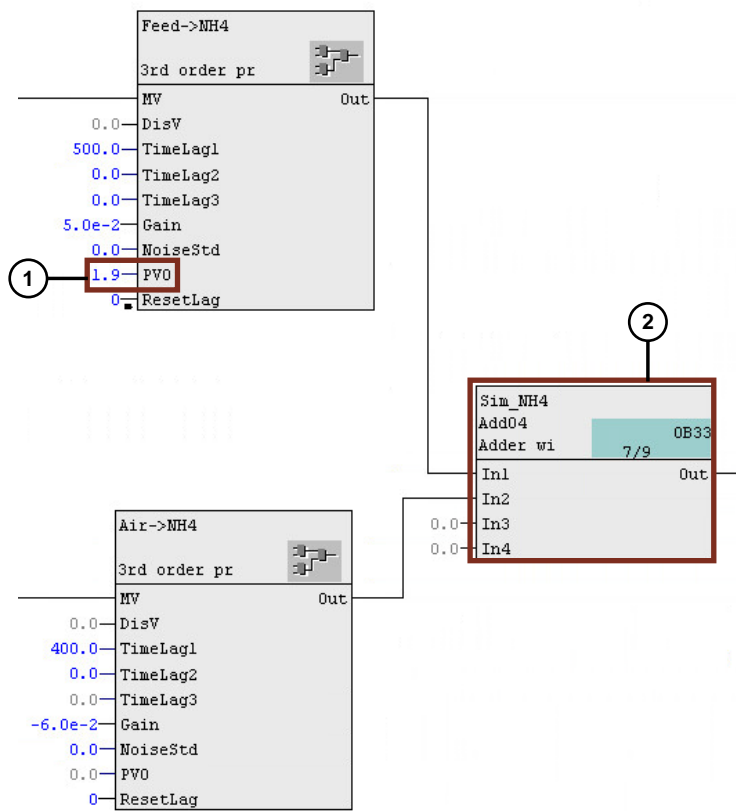 Feed->NH4
3rd order pr
MV Out
0.0 DisV
500.0 TimeLag1
0.0 TimeLag2
0.0 TimeLag3
5.0e-2 Gain
0.0 NoiseStd
1 1.9 PV0
0 ResetLag
2
Sim_NH4
Add04 0B33
Adder wi 7/9
In1 Out
In2
0.0 In3
0.0 In4
Air->NH4
3rd order pr
MV Out
0.0 DisV
400.0 TimeLag1
0.0 TimeLag2
0.0 TimeLag3
-6.0e-2 Gain
0.0 NoiseStd
0.0 PV0
0 ResetLag